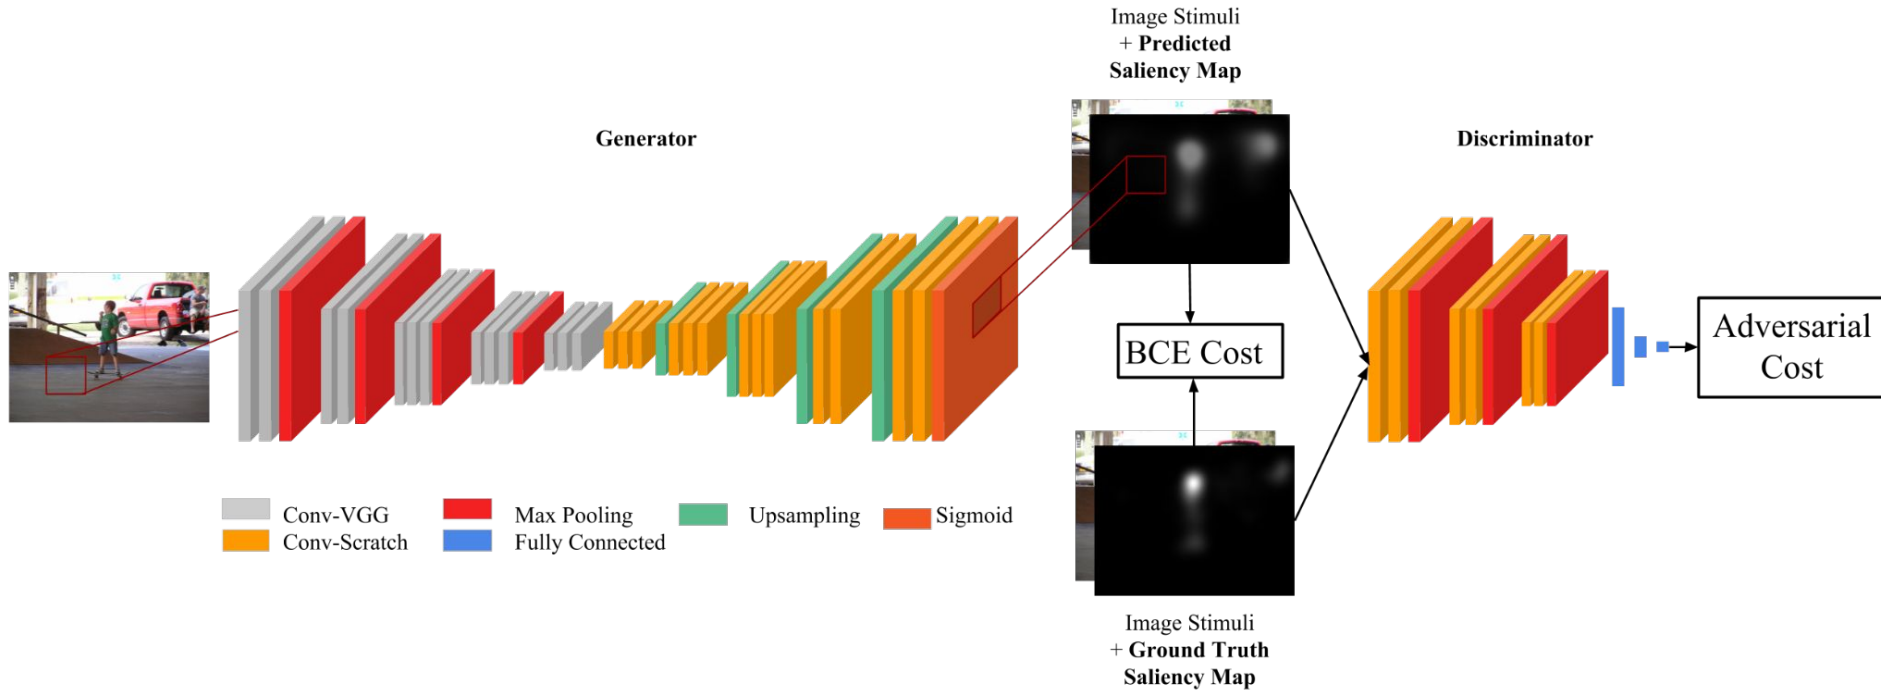 Image Stimuli
+ Predicted
Saliency Map
Generator
Discriminator
BCE Cost
Adversarial
Cost
Conv-VGG
Max Pooling
Upsampling
Sigmoid
Conv-Scratch
Fully Connected
Image Stimuli
+ Ground Truth
Saliency Map